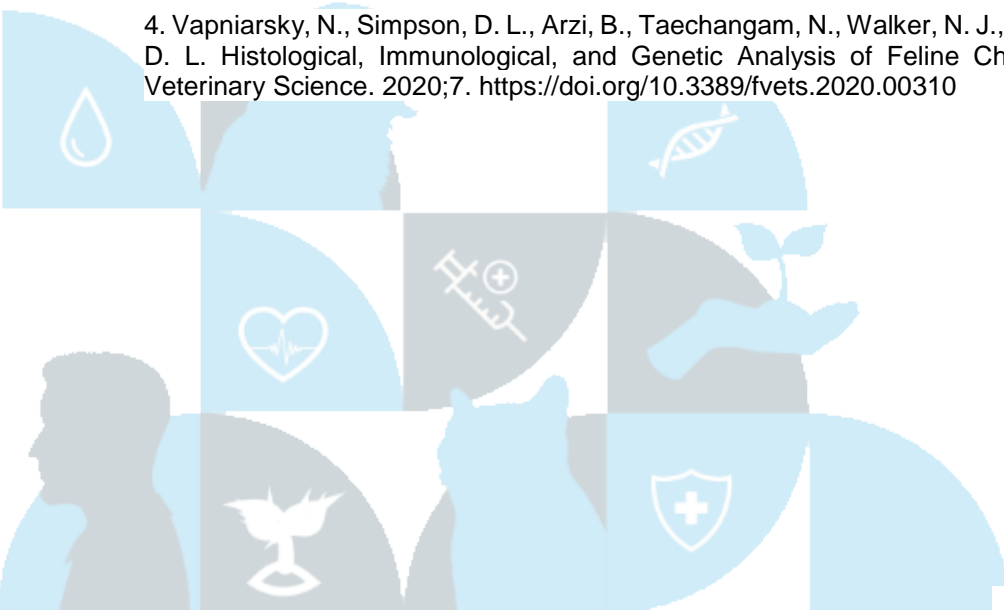 4. Vapniarsky, N., Simpson, D. L., Arzi, B., Taechangam, N., Walker, N. J.,
D. L. Histological, Immunological, and Genetic Analysis of Feline Ch
Veterinary Science. 2020;7. https://doi.org/10.3389/fvets.2020.00310